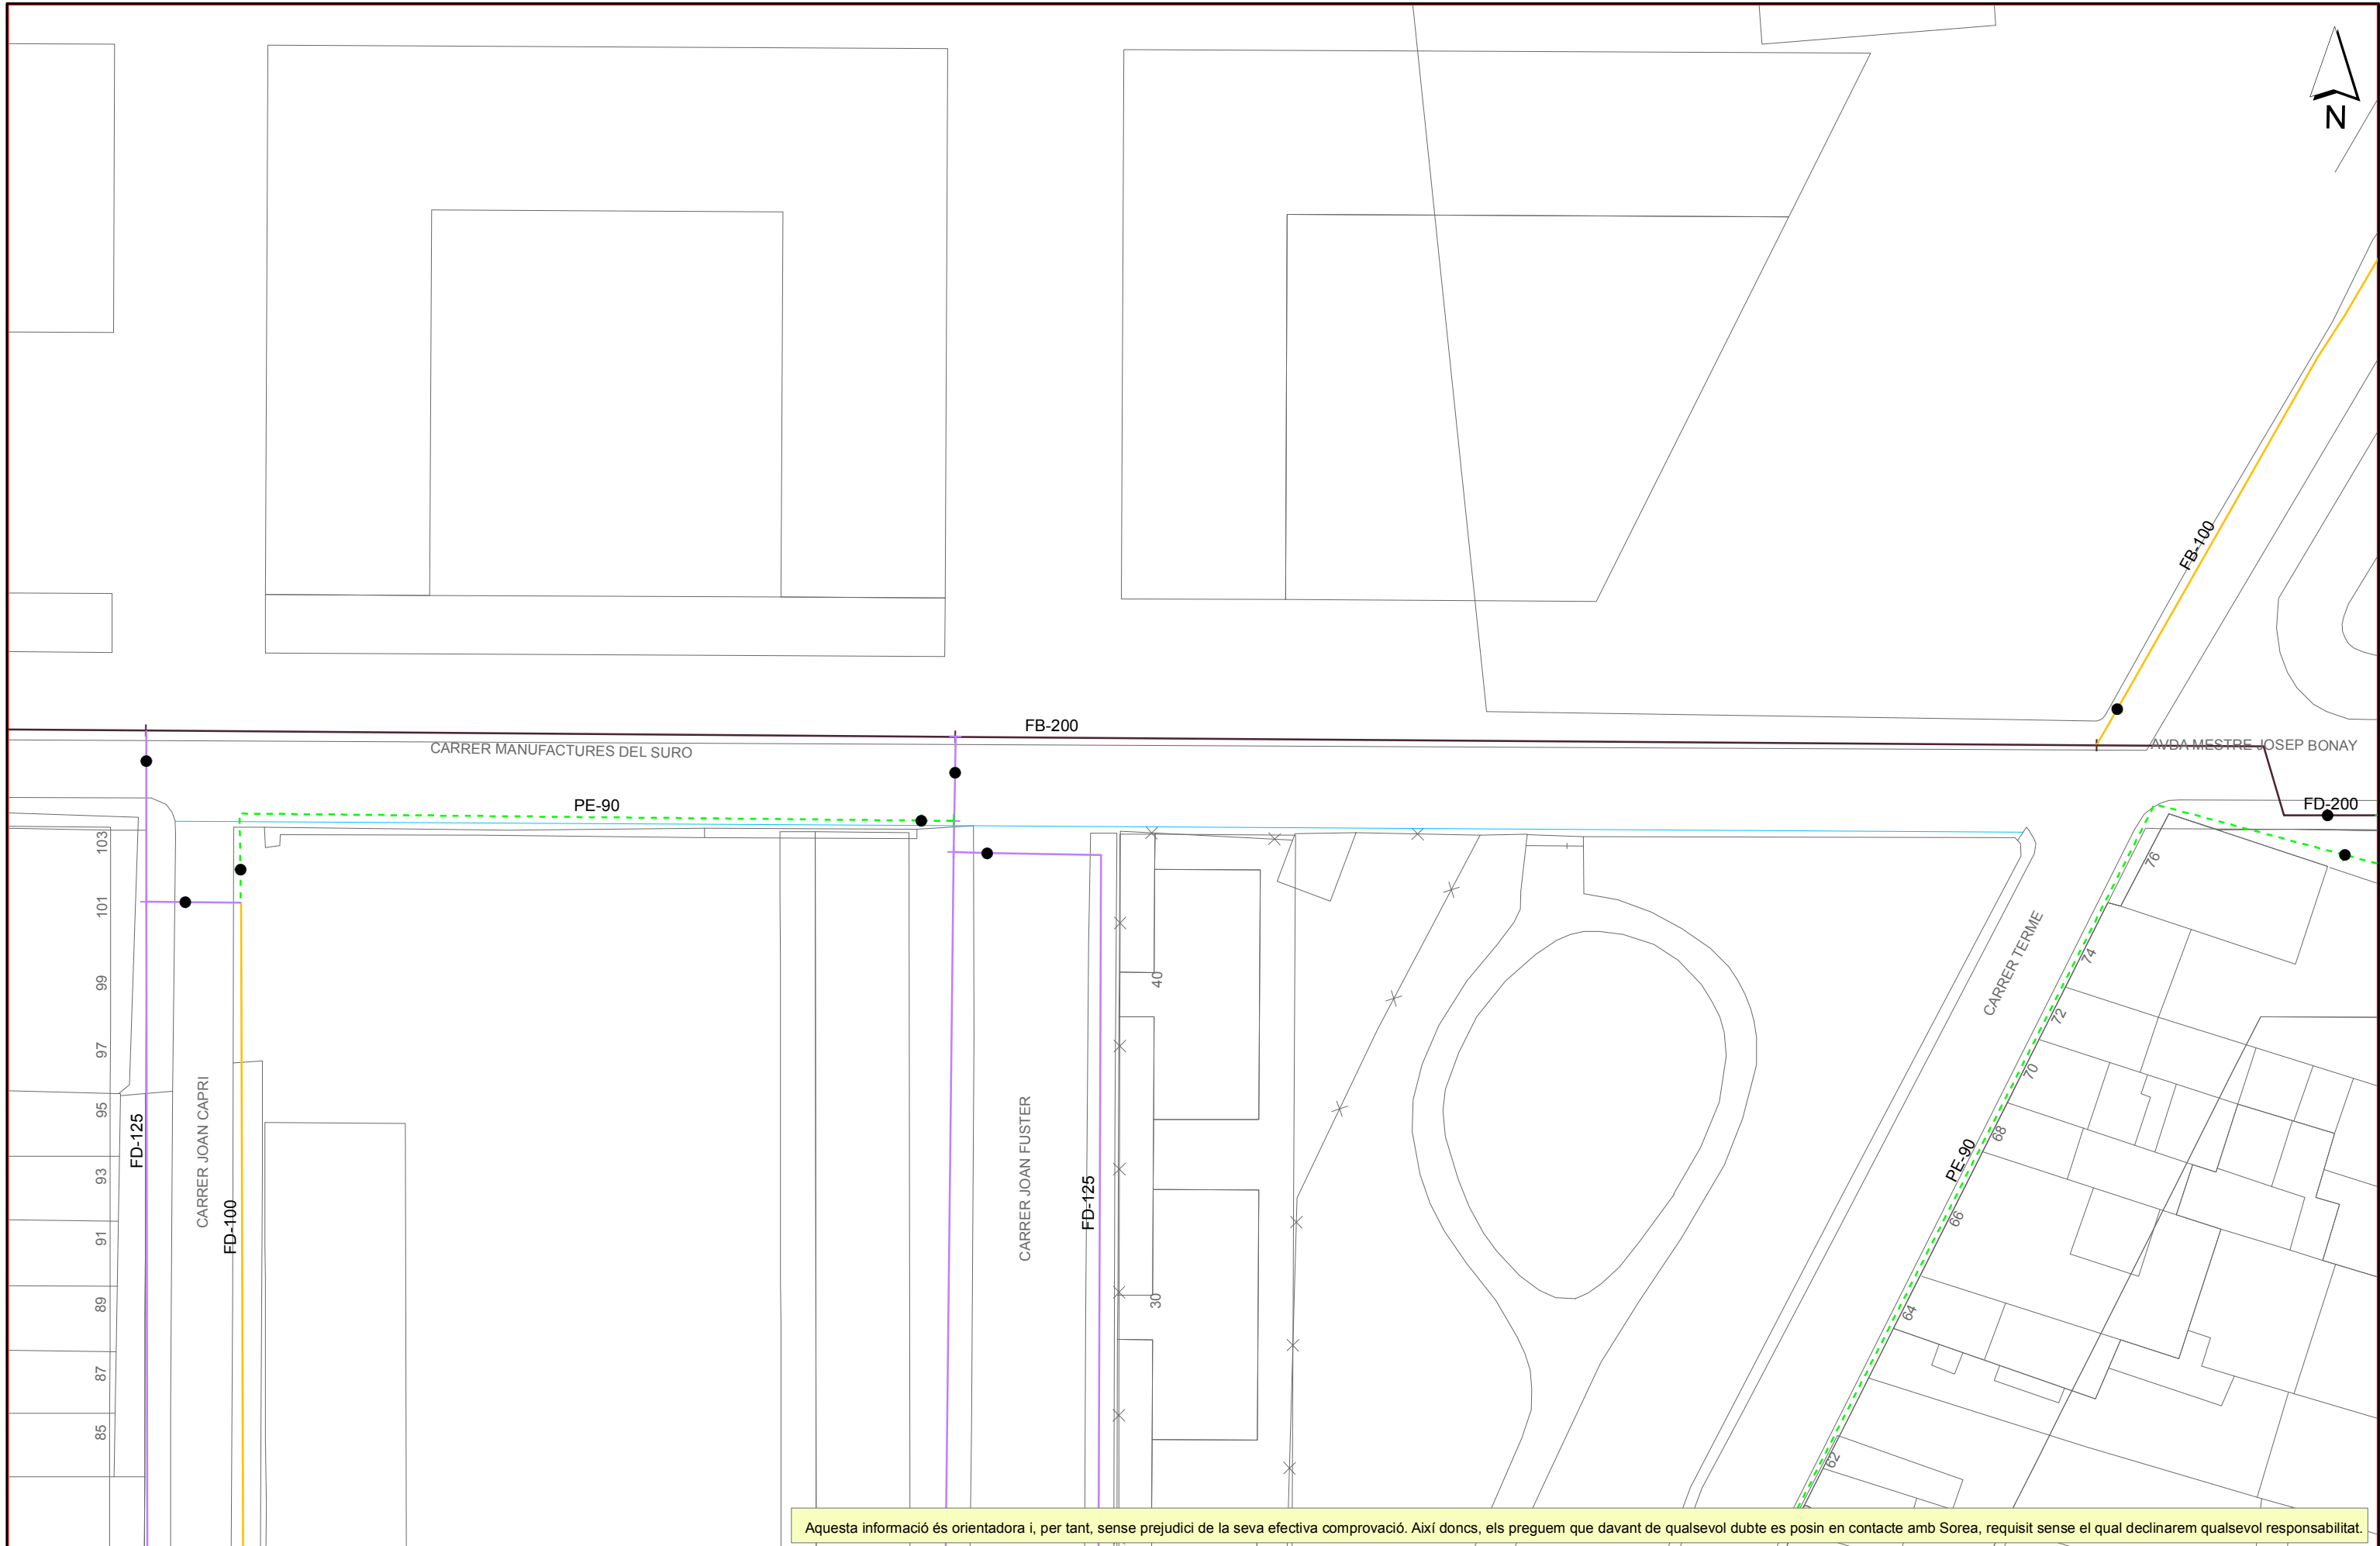 N
FB-100
FB-200
CARRER MANUFACTURES DEL SURO
AVDA MESTRE JOSEP BONAY
PE-90
FD-200
103
101
99
97
95
93
91
89
87
85
FD-125
CARRER JOAN CAPRI
FD-100
CARRER JOAN FUSTER
FD-125
40
30
CARRER TERME
PE-90
76
74
72
70
68
66
64
62
Aquesta informació és orientadora i, per tant, sense prejudici de la seva efectiva comprovació. Així doncs, els preguem que davant de qualsevol dubte es posin en contacte amb Sorea, requisit sense el qual declinarem qualsevol responsabilitat.